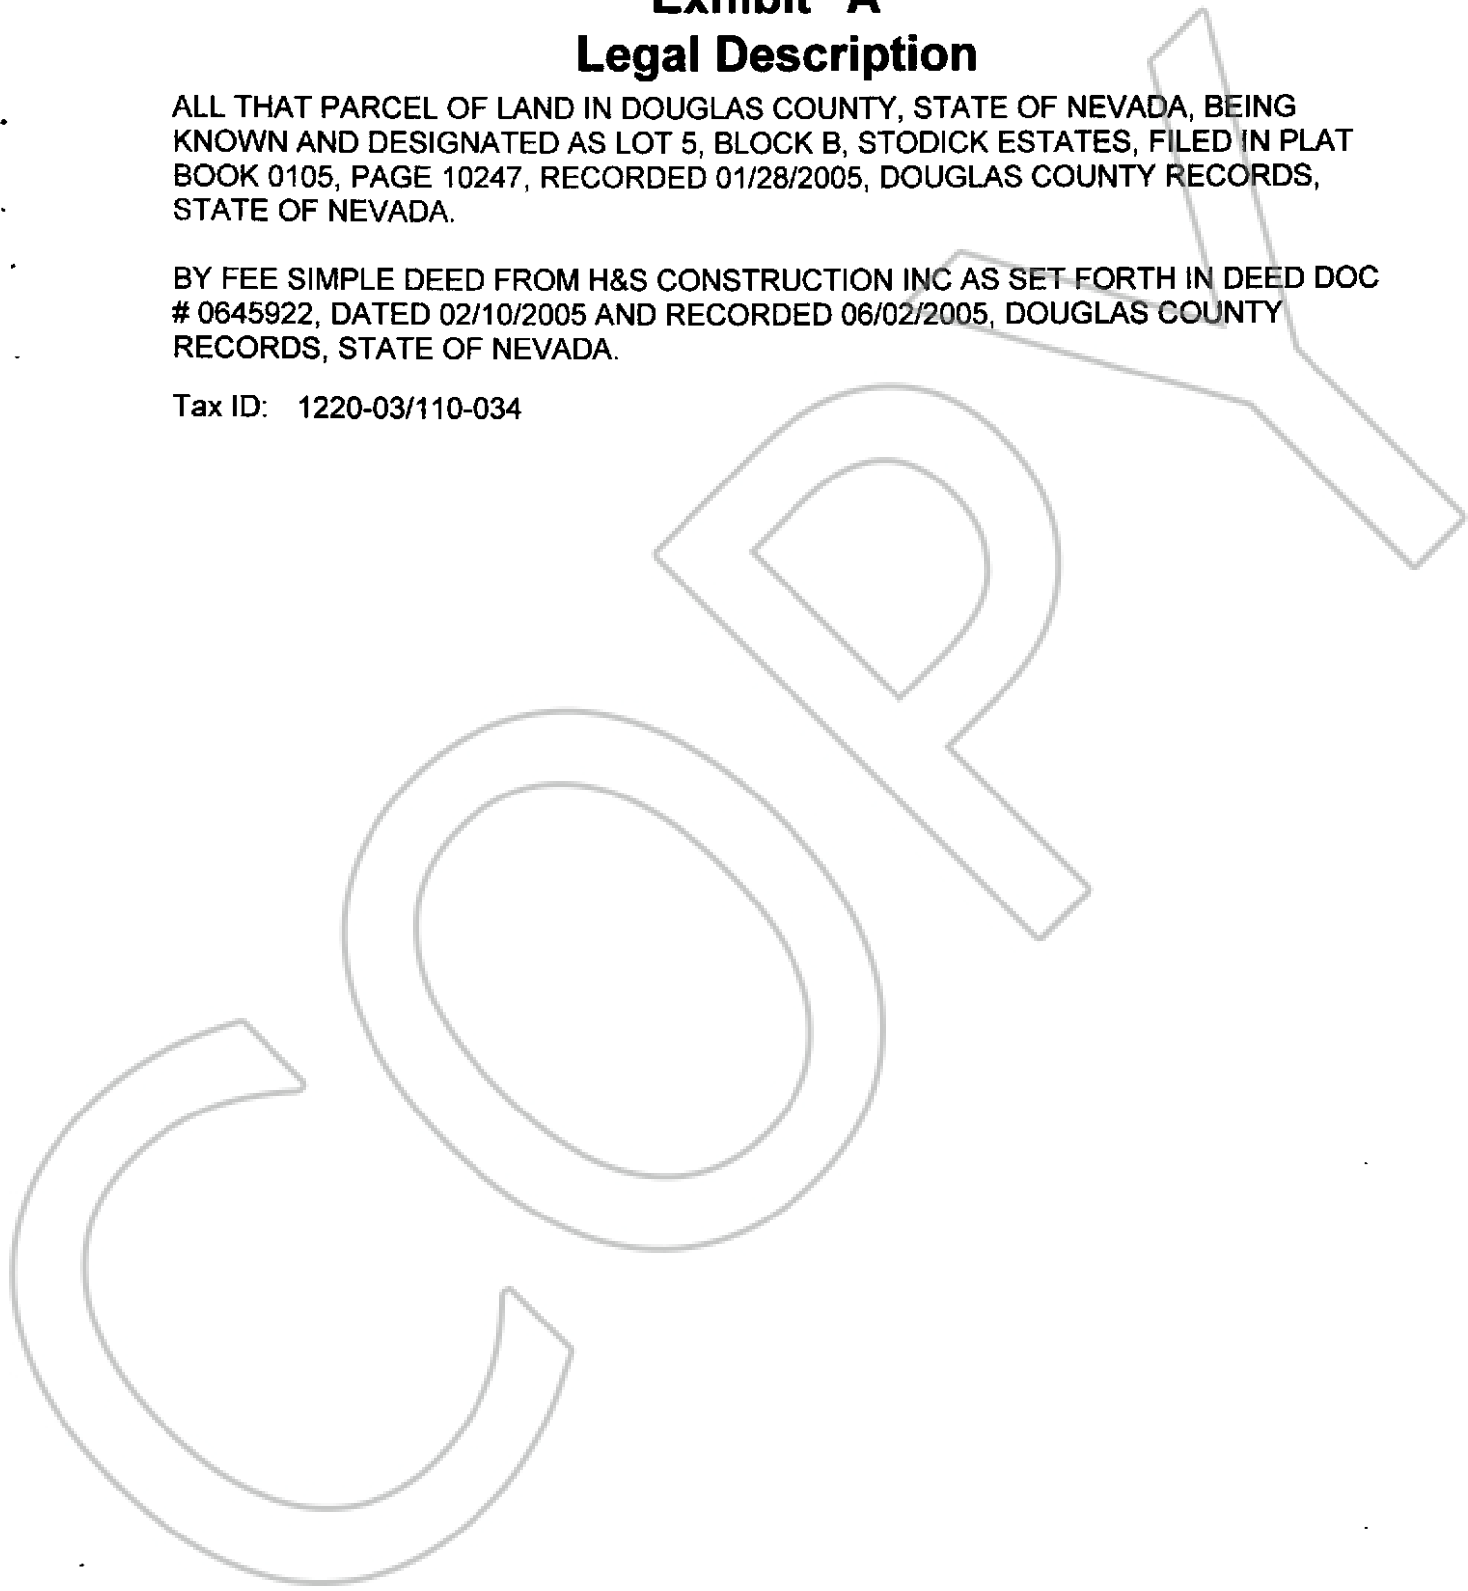 Exhibit "A
Legal Description
ALL THAT PARCEL OF LAND IN DOUGLAS COUNTY, STATE OF NEVADA, BEING
KNOWN AND DESIGNATED AS LOT 5, BLOCK B, STODICK ESTATES, FILED IN PLAT
BOOK 0105, PAGE 10247, RECORDED 01/28/2005, DOUGLAS COUNTY RECORDS,
STATE OF NEVADA.
BY FEE SIMPLE DEED FROM H&S CONSTRUCTION INC AS SET FORTH IN DEED DOC
# 0645922, DATED 02/10/2005 AND RECORDED 06/02/2005, DOUGLAS COUNTY
RECORDS, STATE OF NEVADA.
Tax ID: 1220-03/110-034
COPY